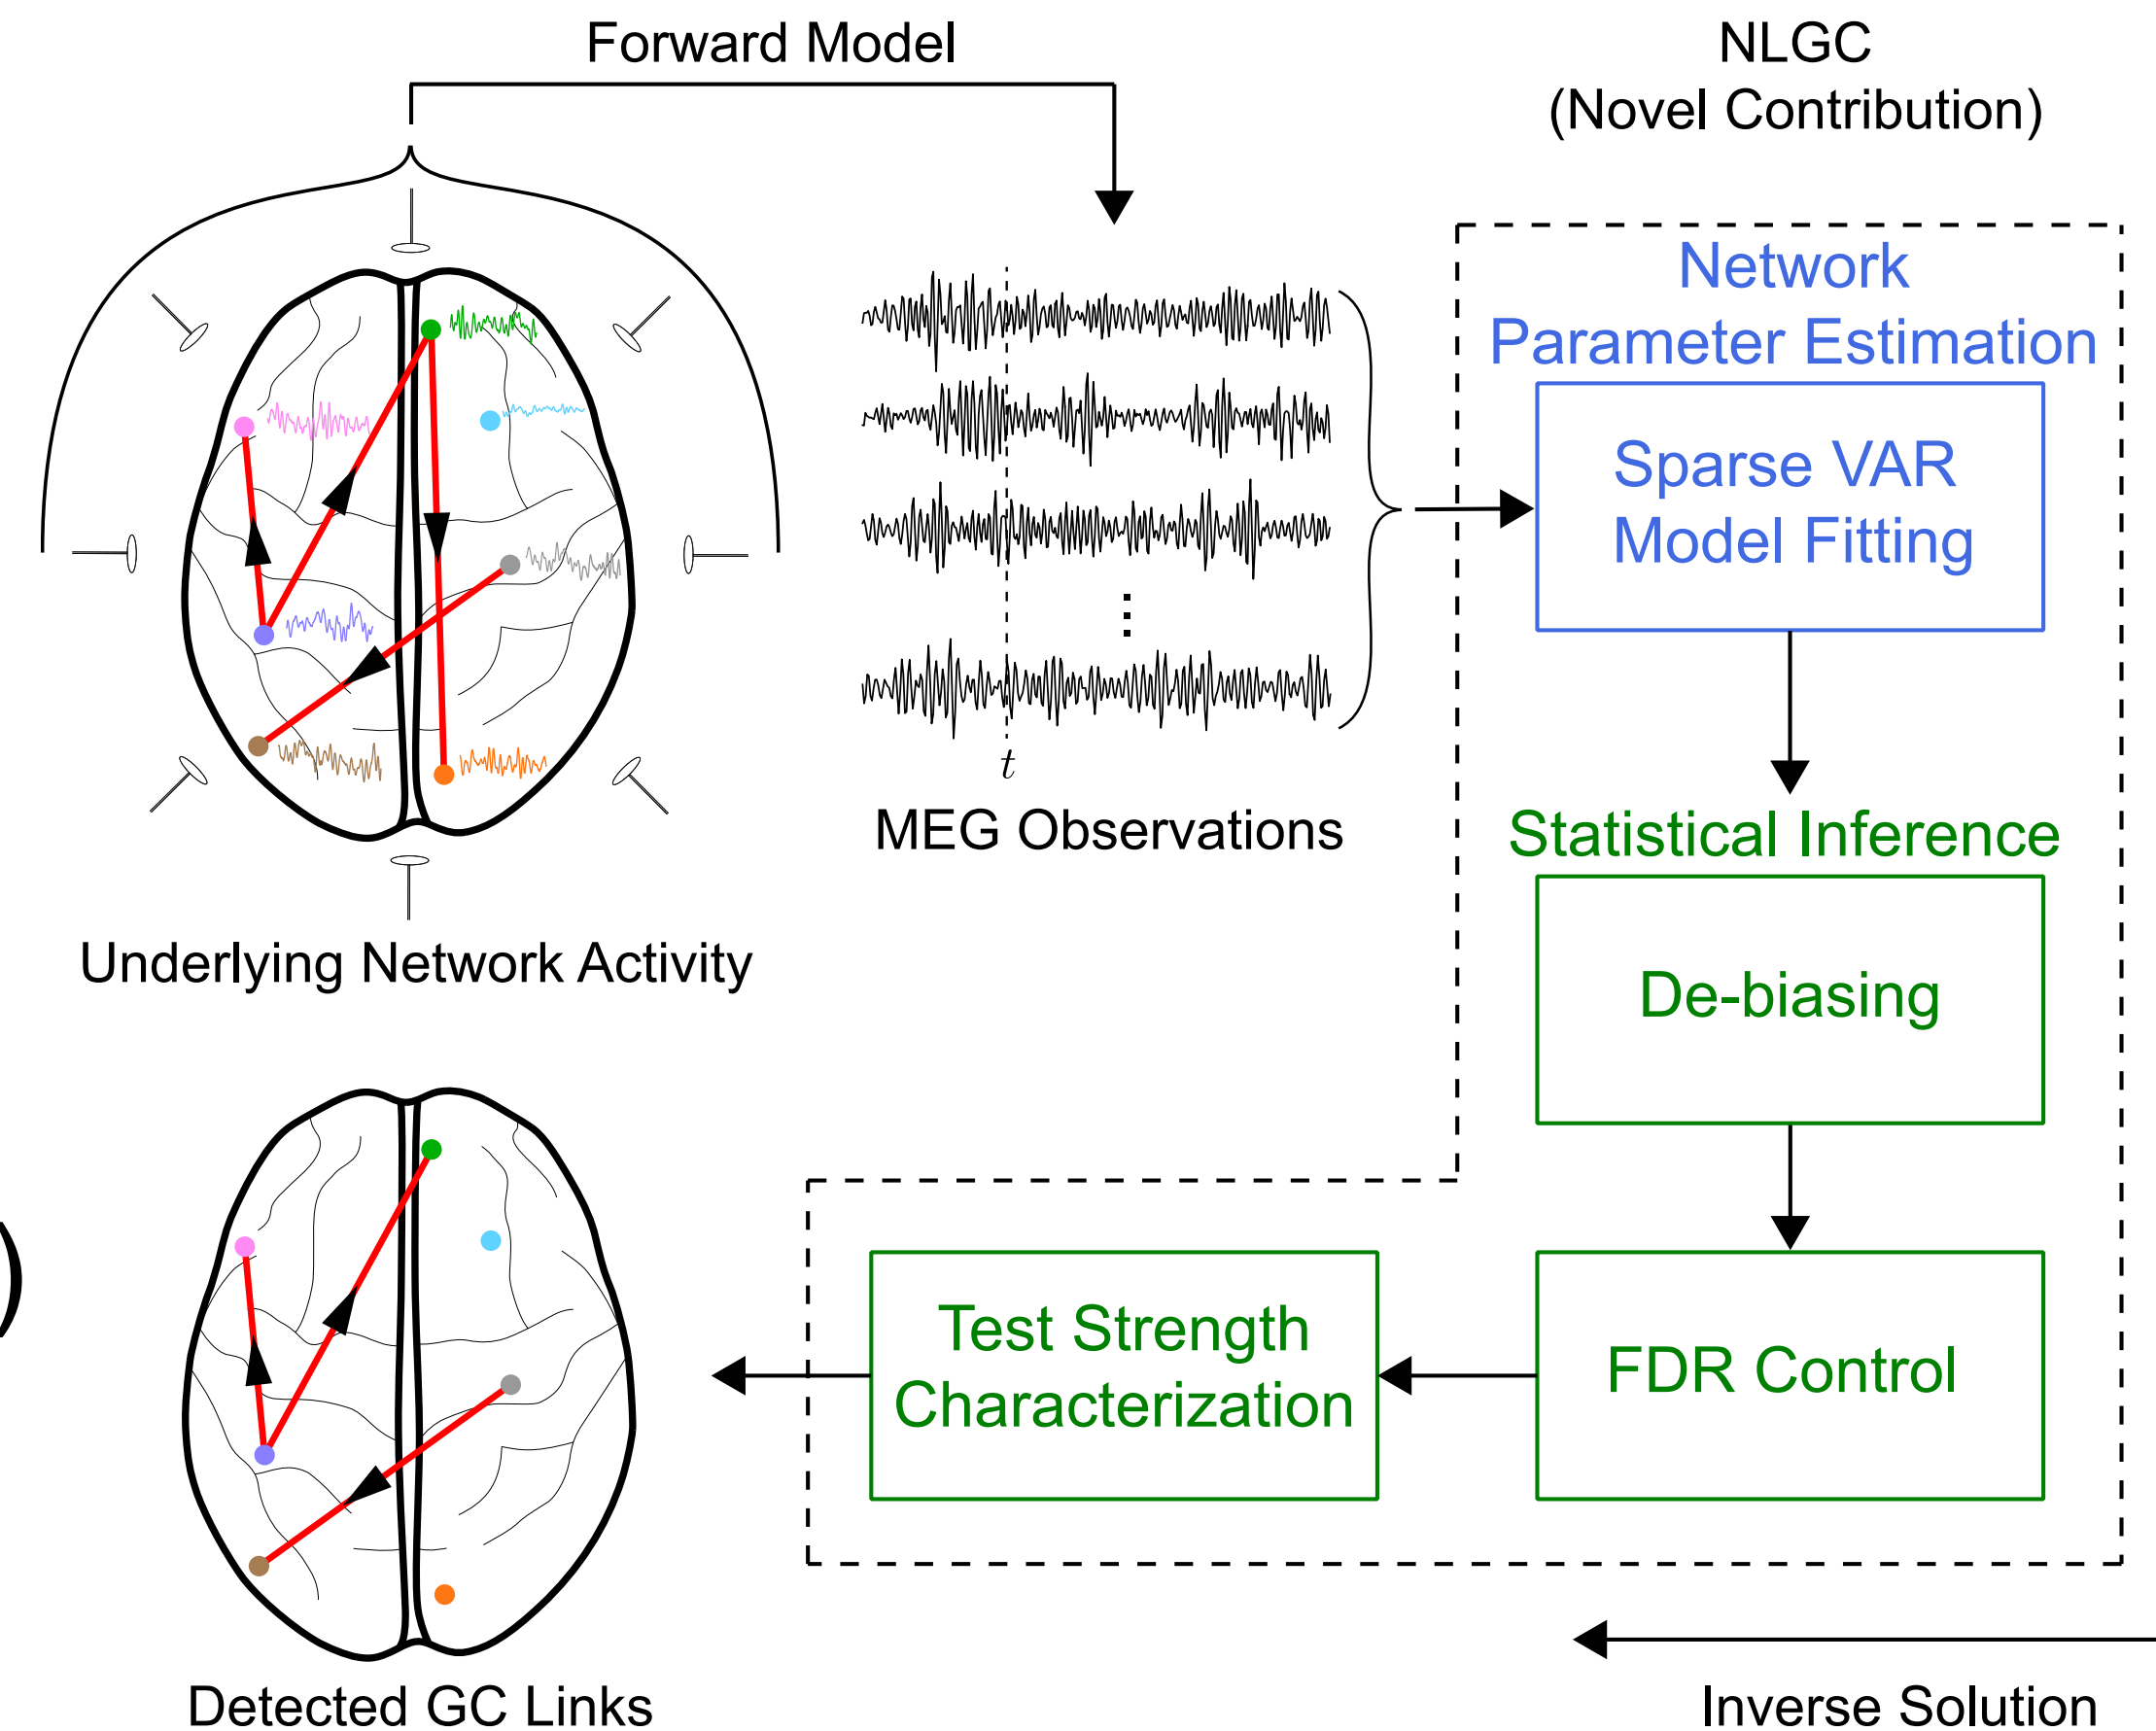 Forward Model
NLGC
(Novel Contribution)
Network
Parameter Estimation
Sparse VAR
Model Fitting
t
MEG Observations
Statistical Inference
De-biasing
Underlying Network Activity
Test Strength
Characterization
FDR Control
Detected GC Links
Inverse Solution
)